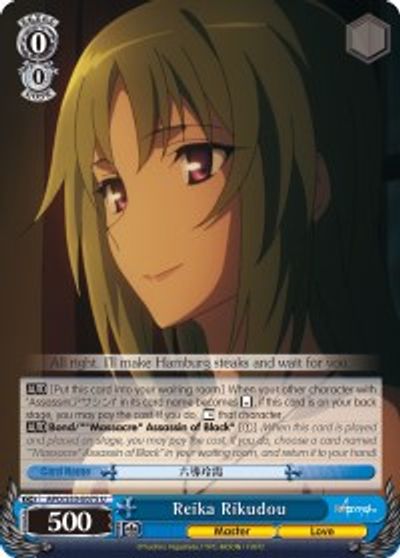 0
0
All right. I'll make Hamburg steaks and wait for you.
[Put this card into your waiting room] When your other character with
in its card name becomes, if this card is on your back
stage, you may pay the cost. If you do, that character.
Bond/"“Massacre” Assassin of Black" [(1)] (When this card is played
and placed on stage, you may pay the cost. If you do, choose a card named
"“Massacre” Assassin of Black" in your waiting room, and return it to your hand)
Card Name 六導玲霞
500
Reika Rikudou
Master Love